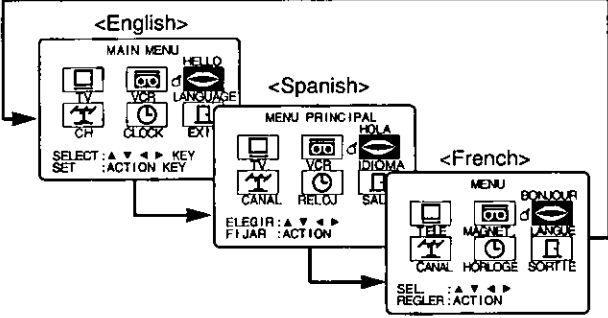 <English>
MAIN MENU
HELLO
TV VCR LANGUAGE
CH CLOCK EXIT
SELECT:▲ ▼ ◀ ▶ KEY
SET :ACTION KEY
<Spanish>
MENU PRINCIPAL
HOLA
TV VCR IDIOMA
CANAL RELOJ
ELEGIR:▲ ▼ ◀ ▶
FIJAR :ACTION
<French>
MENU
BONJOUR
TELE MAGNET. LANGUE
CANAL HORLOGE SORTIE
SEL. :▲ ▼ ◀ ▶
REGLER:ACTION